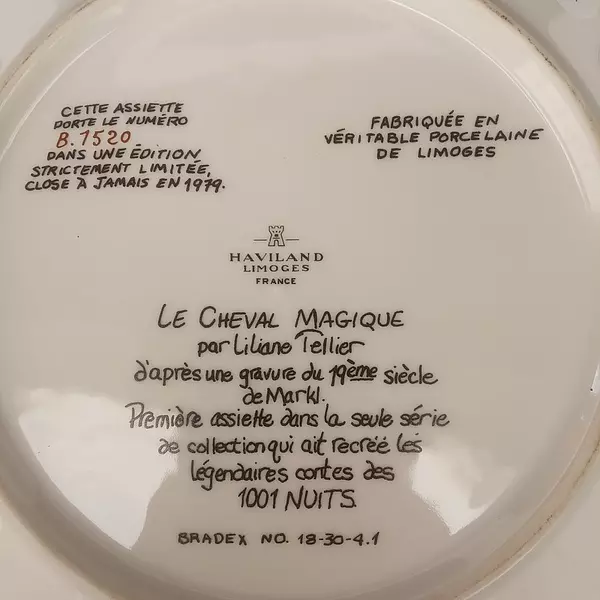 CETTE ASSIETTE
PORTE LE NUMÉRO
B.1520
DANS UNE ÉDITION
STRICTEMENT LIMITÉE,
CLOSE À JAMAIS EN 1979.
FABRIQUÉE EN
VÉRITABLE PORCELAINE
DE LIMOGES
HAVILAND
LIMOGES
FRANCE
LE CHEVAL MAGIQUE
par Liliane Tellier
d'après une gravure du 19ème siècle
de Markl.
Première assiette dans la seule série
de collection qui ait recréé les
légendaires contes des
1001 NUITS.
BRADEX NO. 18-30-4.1